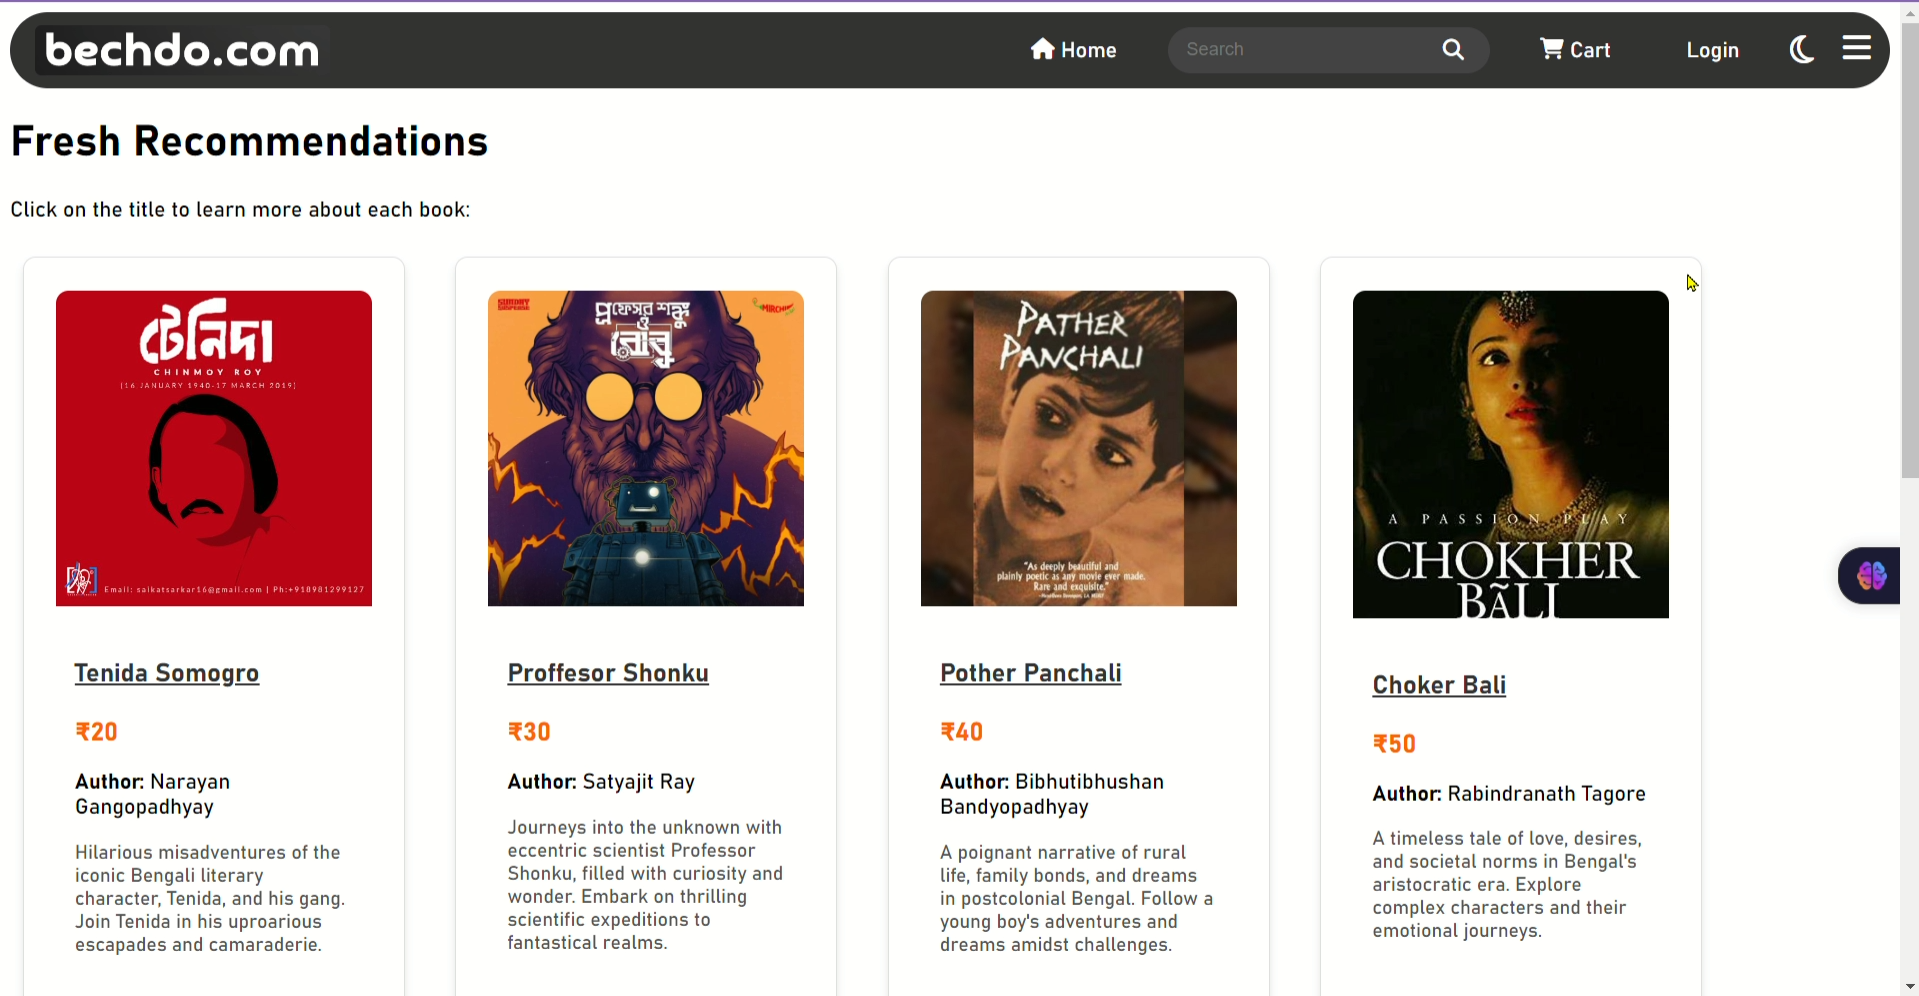 bechdo.com
Home
Search
Cart
Login
Fresh Recommendations
Click on the title to learn more about each book:
টেনিদা
CHINMOY ROY
(16 JANUARY 1940-17 MARCH 2019)
Email: saikatsarkar16@gmail.com | Ph:+918981299127
Tenida Somogro
₹20
Author: Narayan
Gangopadhyay
Hilarious misadventures of the
iconic Bengali literary
character, Tenida, and his gang.
Join Tenida in his uproarious
escapades and camaraderie.
SUNDAY
SUSPENSE
MIRCHI
প্রফেসর শঙ্কু
ও
রোবু
Proffesor Shonku
₹30
Author: Satyajit Ray
Journeys into the unknown with
eccentric scientist Professor
Shonku, filled with curiosity and
wonder. Embark on thrilling
scientific expeditions to
fantastical realms.
PATHER
PANCHALI
"As deeply beautiful and
plainly poetic as any movie ever made.
Rare and exquisite."
Pother Panchali
₹40
Author: Bibhutibhushan
Bandyopadhyay
A poignant narrative of rural
life, family bonds, and dreams
in postcolonial Bengal. Follow a
young boy's adventures and
dreams amidst challenges.
A PASSION PLAY
CHOKHER
BÃLI
Choker Bali
₹50
Author: Rabindranath Tagore
A timeless tale of love, desires,
and societal norms in Bengal's
aristocratic era. Explore
complex characters and their
emotional journeys.